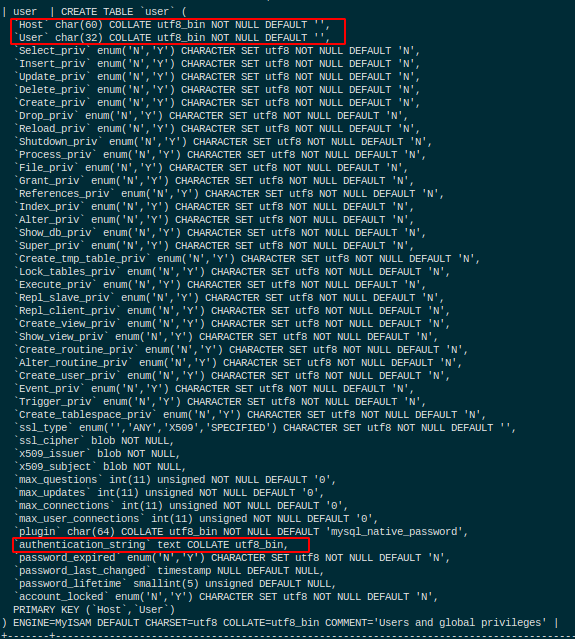 | user  | CREATE TABLE `user` (
`Host` char(60) COLLATE utf8_bin NOT NULL DEFAULT '',
`User` char(32) COLLATE utf8_bin NOT NULL DEFAULT '',
`Select_priv` enum('N','Y') CHARACTER SET utf8 NOT NULL DEFAULT 'N',
`Insert_priv` enum('N','Y') CHARACTER SET utf8 NOT NULL DEFAULT 'N',
`Update_priv` enum('N','Y') CHARACTER SET utf8 NOT NULL DEFAULT 'N',
`Delete_priv` enum('N','Y') CHARACTER SET utf8 NOT NULL DEFAULT 'N',
`Create_priv` enum('N','Y') CHARACTER SET utf8 NOT NULL DEFAULT 'N',
`Drop_priv` enum('N','Y') CHARACTER SET utf8 NOT NULL DEFAULT 'N',
`Reload_priv` enum('N','Y') CHARACTER SET utf8 NOT NULL DEFAULT 'N',
`Shutdown_priv` enum('N','Y') CHARACTER SET utf8 NOT NULL DEFAULT 'N',
`Process_priv` enum('N','Y') CHARACTER SET utf8 NOT NULL DEFAULT 'N',
`File_priv` enum('N','Y') CHARACTER SET utf8 NOT NULL DEFAULT 'N',
`Grant_priv` enum('N','Y') CHARACTER SET utf8 NOT NULL DEFAULT 'N',
`References_priv` enum('N','Y') CHARACTER SET utf8 NOT NULL DEFAULT 'N',
`Index_priv` enum('N','Y') CHARACTER SET utf8 NOT NULL DEFAULT 'N',
`Alter_priv` enum('N','Y') CHARACTER SET utf8 NOT NULL DEFAULT 'N',
`Show_db_priv` enum('N','Y') CHARACTER SET utf8 NOT NULL DEFAULT 'N',
`Super_priv` enum('N','Y') CHARACTER SET utf8 NOT NULL DEFAULT 'N',
`Create_tmp_table_priv` enum('N','Y') CHARACTER SET utf8 NOT NULL DEFAULT 'N',
`Lock_tables_priv` enum('N','Y') CHARACTER SET utf8 NOT NULL DEFAULT 'N',
`Execute_priv` enum('N','Y') CHARACTER SET utf8 NOT NULL DEFAULT 'N',
`Repl_slave_priv` enum('N','Y') CHARACTER SET utf8 NOT NULL DEFAULT 'N',
`Repl_client_priv` enum('N','Y') CHARACTER SET utf8 NOT NULL DEFAULT 'N',
`Create_view_priv` enum('N','Y') CHARACTER SET utf8 NOT NULL DEFAULT 'N',
`Show_view_priv` enum('N','Y') CHARACTER SET utf8 NOT NULL DEFAULT 'N',
`Create_routine_priv` enum('N','Y') CHARACTER SET utf8 NOT NULL DEFAULT 'N',
`Alter_routine_priv` enum('N','Y') CHARACTER SET utf8 NOT NULL DEFAULT 'N',
`Create_user_priv` enum('N','Y') CHARACTER SET utf8 NOT NULL DEFAULT 'N',
`Event_priv` enum('N','Y') CHARACTER SET utf8 NOT NULL DEFAULT 'N',
`Trigger_priv` enum('N','Y') CHARACTER SET utf8 NOT NULL DEFAULT 'N',
`Create_tablespace_priv` enum('N','Y') CHARACTER SET utf8 NOT NULL DEFAULT 'N',
`ssl_type` enum('','ANY','X509','SPECIFIED') CHARACTER SET utf8 NOT NULL DEFAULT '',
`ssl_cipher` blob NOT NULL,
`x509_issuer` blob NOT NULL,
`x509_subject` blob NOT NULL,
`max_questions` int(11) unsigned NOT NULL DEFAULT '0',
`max_updates` int(11) unsigned NOT NULL DEFAULT '0',
`max_connections` int(11) unsigned NOT NULL DEFAULT '0',
`max_user_connections` int(11) unsigned NOT NULL DEFAULT '0',
`plugin` char(64) COLLATE utf8_bin NOT NULL DEFAULT 'mysql_native_password',
`authentication_string` text COLLATE utf8_bin,
`password_expired` enum('N','Y') CHARACTER SET utf8 NOT NULL DEFAULT 'N',
`password_last_changed` timestamp NULL DEFAULT NULL,
`password_lifetime` smallint(5) unsigned DEFAULT NULL,
`account_locked` enum('N','Y') CHARACTER SET utf8 NOT NULL DEFAULT 'N',
PRIMARY KEY (`Host`,`User`)
) ENGINE=MyISAM DEFAULT CHARSET=utf8 COLLATE=utf8_bin COMMENT='Users and global privileges' |